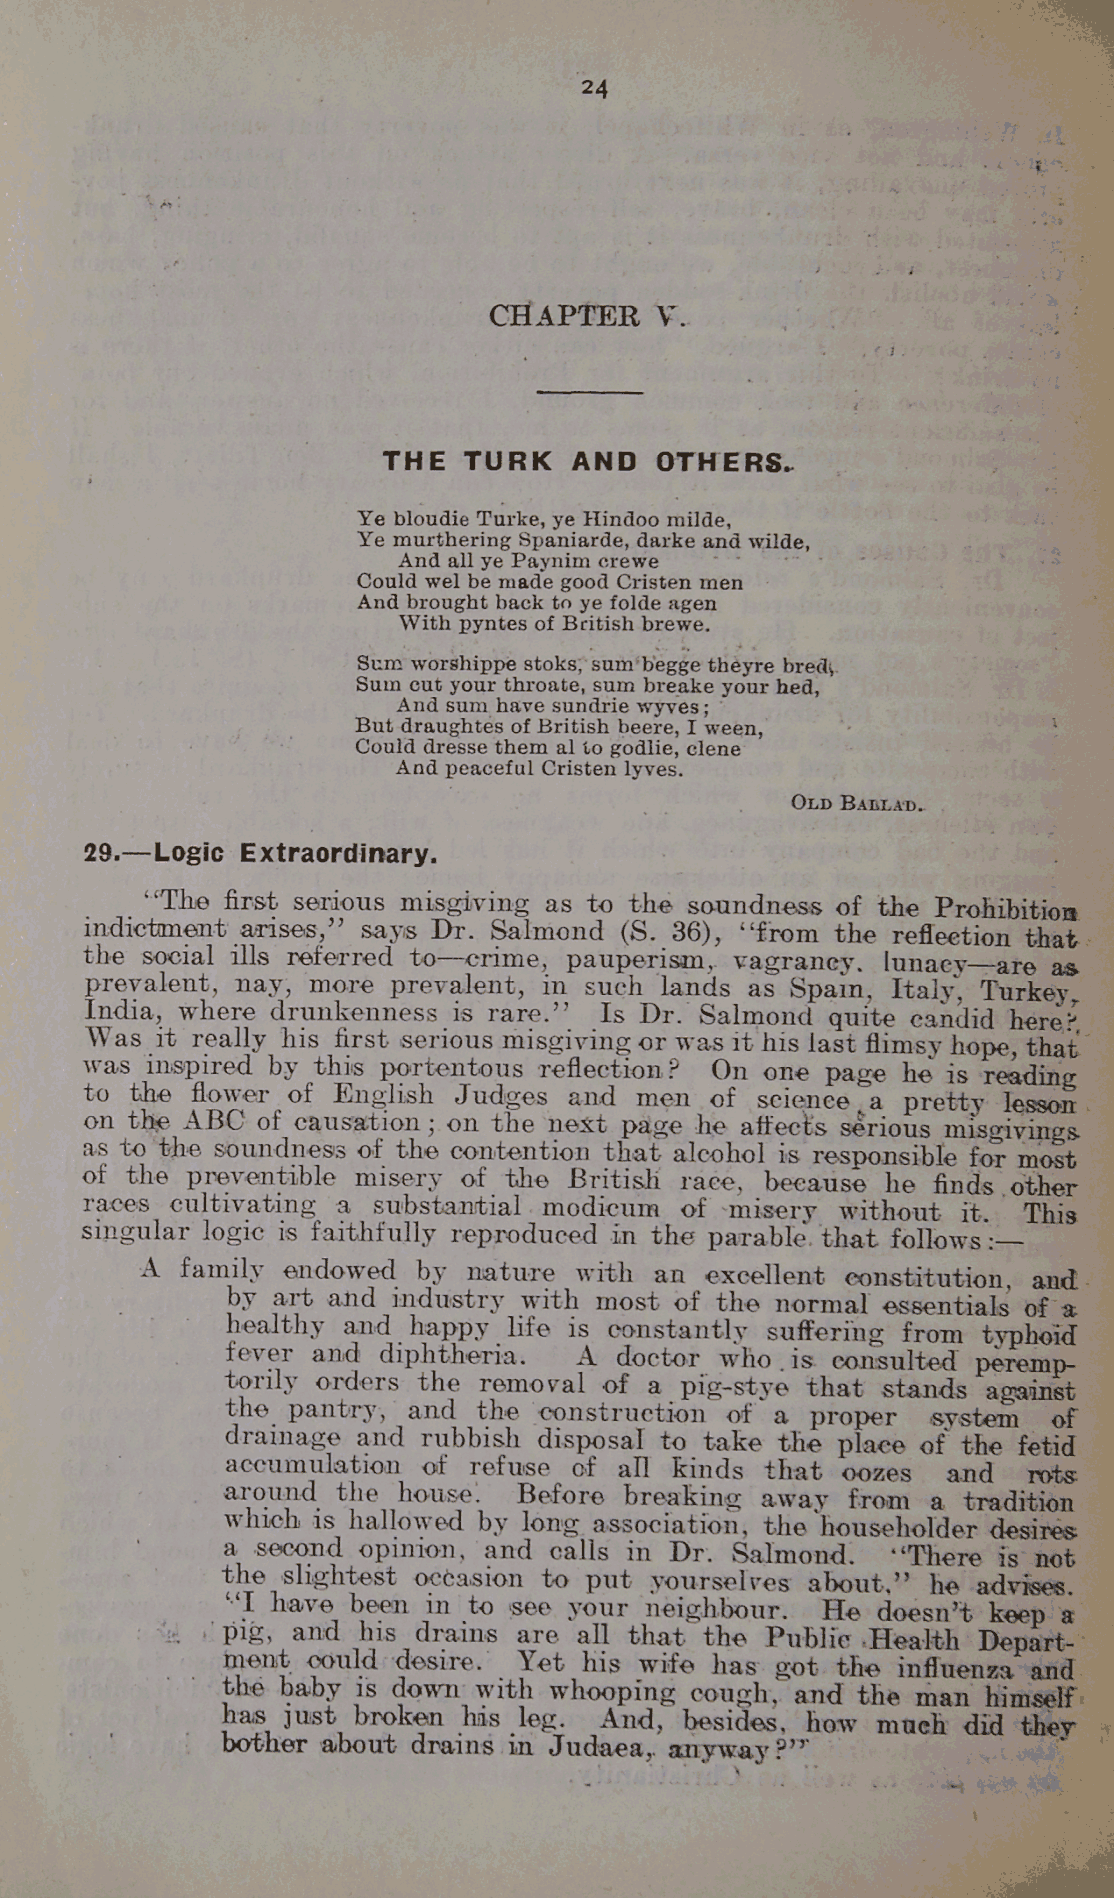 24
CHAPTER V.
THE TURK AND OTHERS.
Ye bloudie Turke, ye Hindoo milde,
Ye murthering Spaniarde, darke and wilde,
And all ye Paynim crewe
Could wel be made good Cristen men
And brought back to ye folde agen
With pyntes of British brewe.
Sum worshippe stoks, sum begge theyre bred,
Sum cut your throate, sum breake your hed,
And sum have sundrie wyves;
But draughtes of British beere, I ween,
Could dresse them al to godlie, clene
And peaceful Cristen lyves.
OLD BALLAD.
29.—Logic Extraordinary.
"The first serious misgiving as to the soundness of the Prohibition
indictment arises," says Dr. Salmond (S. 36), "from the reflection that
the social ills referred to—crime, pauperism, vagrancy. lunacy—are as
prevalent, nay, more prevalent, in such lands as Spain, Italy, Turkey,
India, where drunkenness is rare." Is Dr. Salmond quite candid here?
Was it really his first serious misgiving or was it his last flimsy hope, that
was inspired by this portentous reflection? On one page he is reading
to the flower of English Judges and men of science a pretty lesson
on the ABC of causation; on the next page he affects serious misgivings
as to the soundness of the contention that alcohol is responsible for most
of the preventible misery of the British race, because he finds other
races cultivating a substantial modicum of misery without it. This
singular logic is faithfully reproduced in the parable that follows:—
A family endowed by nature with an excellent constitution, and
by art and industry with most of the normal essentials of a
healthy and happy life is constantly suffering from typhoid
fever and diphtheria. A doctor who is consulted peremp-
torily orders the removal of a pig-stye that stands against
the pantry, and the construction of a proper system of
drainage and rubbish disposal to take the place of the fetid
accumulation of refuse of all kinds that oozes and rots
around the house. Before breaking away from a tradition
which is hallowed by long association, the householder desires
a second opinion, and calls in Dr. Salmond. "There is not
the slightest occasion to put yourselves about," he advises.
"I have been in to see your neighbour. He doesn't keep a
pig, and his drains are all that the Public Health Depart-
ment could desire. Yet his wife has got the influenza and
the baby is down with whooping cough, and the man himself
has just broken his leg. And, besides, how much did they
bother about drains in Judaea, anyway?"